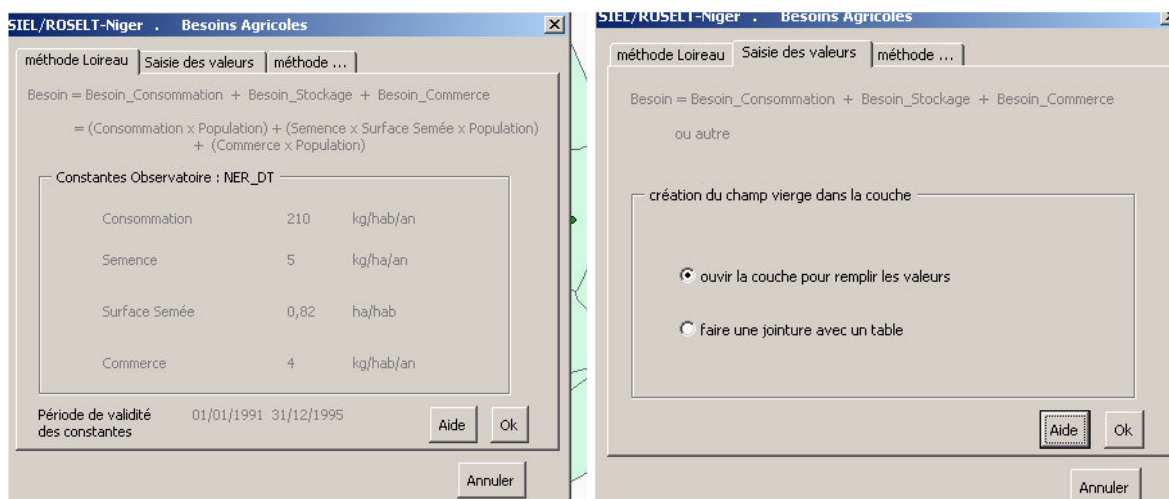 SIEL/ROSELT-Niger . Besoins Agricoles
méthode Loireau Saisie des valeurs méthode ...
Besoin = Besoin_Consommation + Besoin_Stockage + Besoin_Commerce
= (Consommation x Population) + (Semence x Surface Semée x Population)
+ (Commerce x Population)
Constantes Observatoire : NER_DT
Consommation 210 kg/hab/an
Semence 5 kg/ha/an
Surface Semée 0,82 ha/hab
Commerce 4 kg/hab/an
Période de validité 01/01/1991 31/12/1995
des constantes
Aide Ok
Annuler
SIEL/ROSELT-Niger . Besoins Agricoles
méthode Loireau Saisie des valeurs méthode ...
Besoin = Besoin_Consommation + Besoin_Stockage + Besoin_Commerce
ou autre
création du champ vierge dans la couche
ouvir la couche pour remplir les valeurs
faire une jointure avec un table
Aide Ok
Annuler